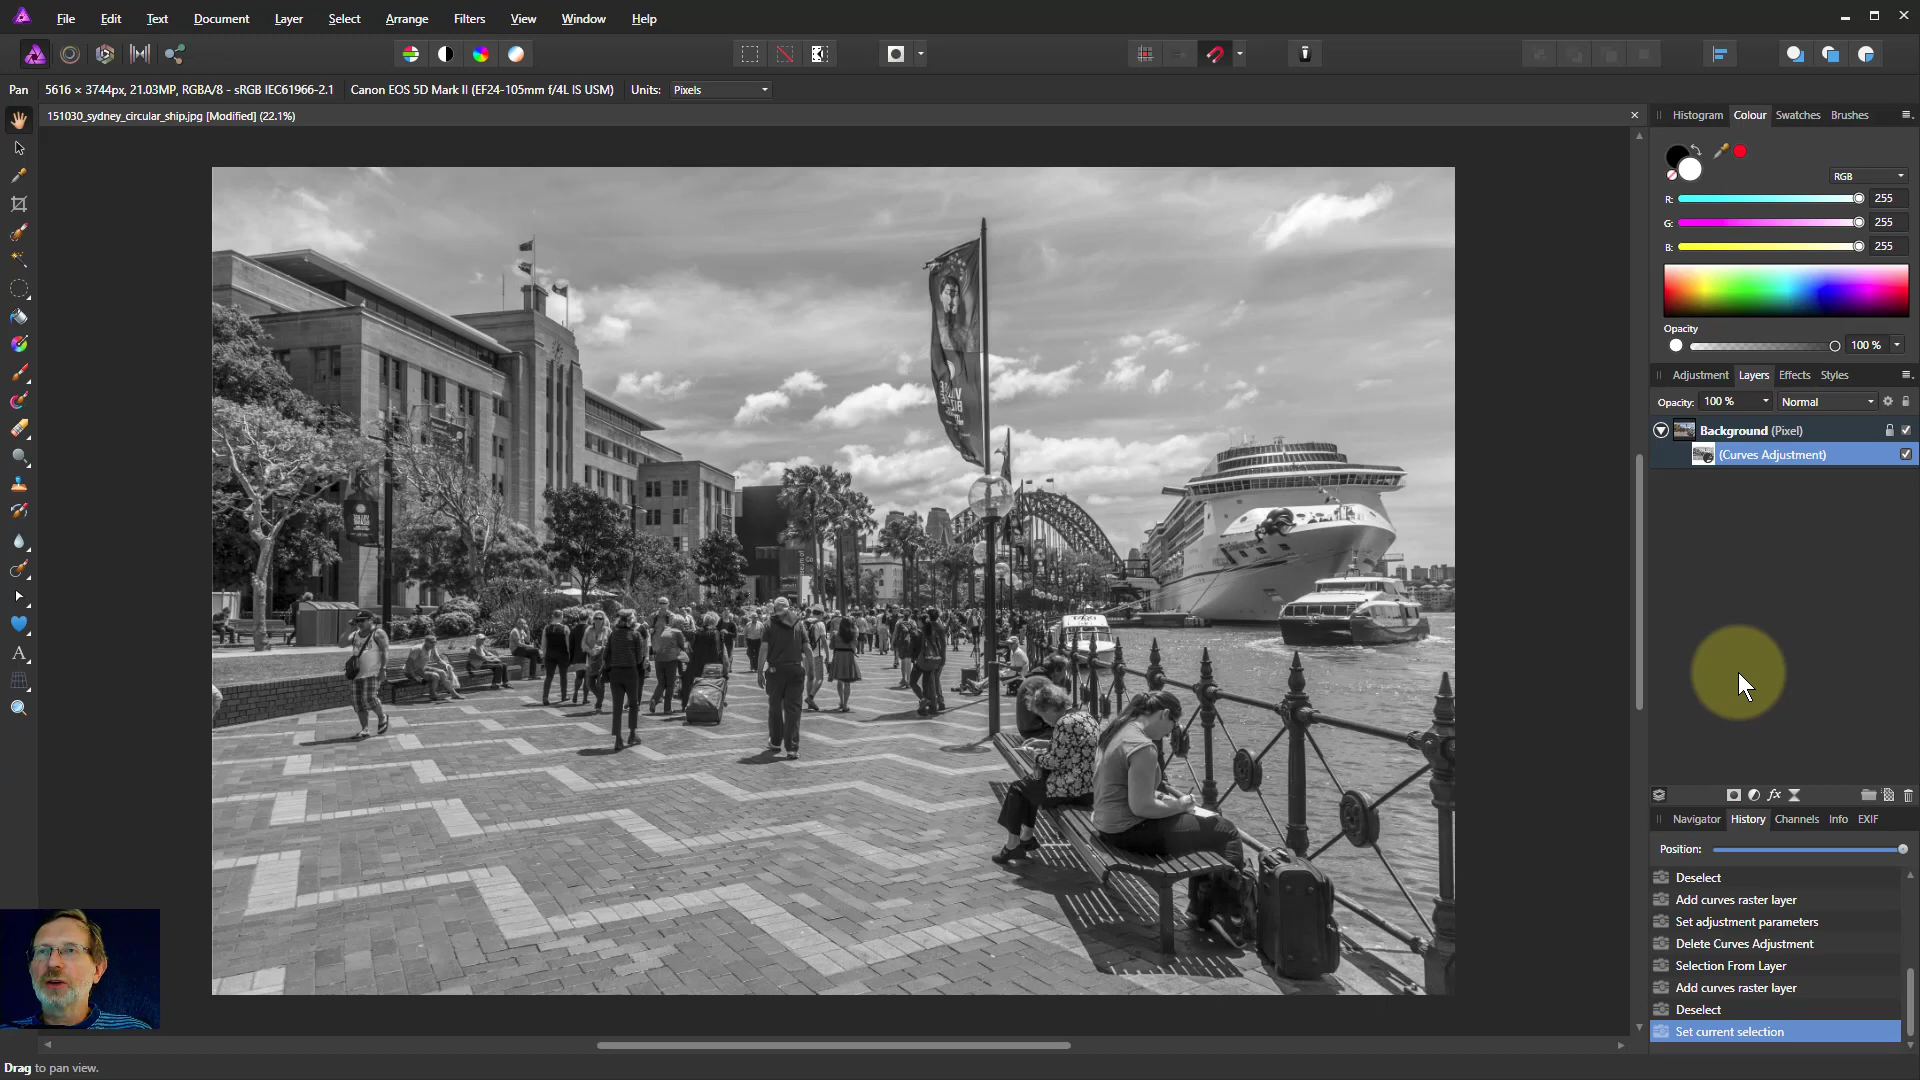 File Edit Text Document Layer Select Arrange Filters View Window Help
Pan 5616 × 3744px, 21.03MP, RGBA/8 - sRGB IEC61966-2.1 Canon EOS 5D Mark II (EF24-105mm f/4L IS USM) Units: Pixels
151030_sydney_circular_ship.jpg [Modified] (22.1%)
Histogram Colour Swatches Brushes
RGB
R: 255
G: 255
B: 255
Opacity
100 %
Adjustment Layers Effects Styles
Opacity: 100 % Normal
Background (Pixel)
(Curves Adjustment)
fx
Navigator History Channels Info EXIF
Position:
Deselect
Add curves raster layer
Set adjustment parameters
Delete Curves Adjustment
Selection From Layer
Add curves raster layer
Deselect
Set current selection
Drag to pan view.